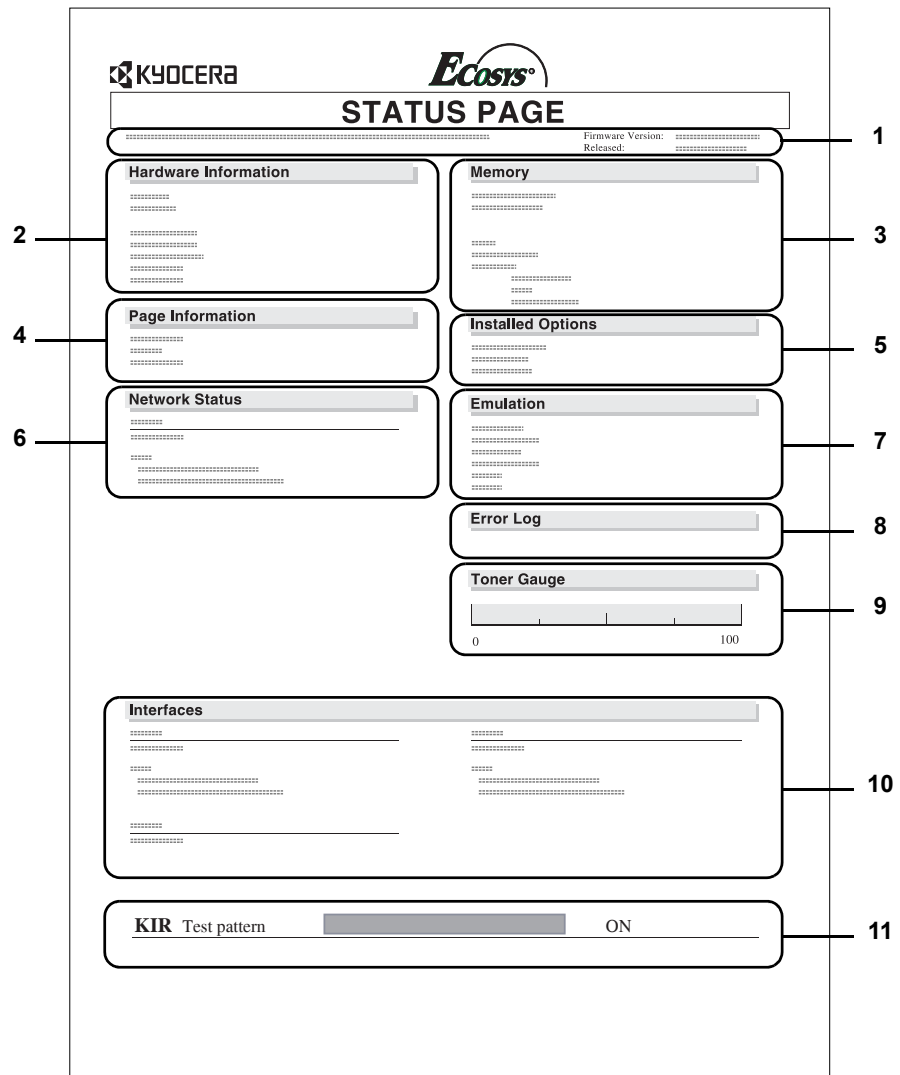 KYOCERA
ECOSYS
STATUS PAGE
Firmware Version:
Released:
1
Hardware Information
2
Memory
3
Page Information
4
Installed Options
5
Network Status
6
Emulation
7
Error Log
8
Toner Gauge
0 100
9
Interfaces
10
KIR Test pattern ON
11